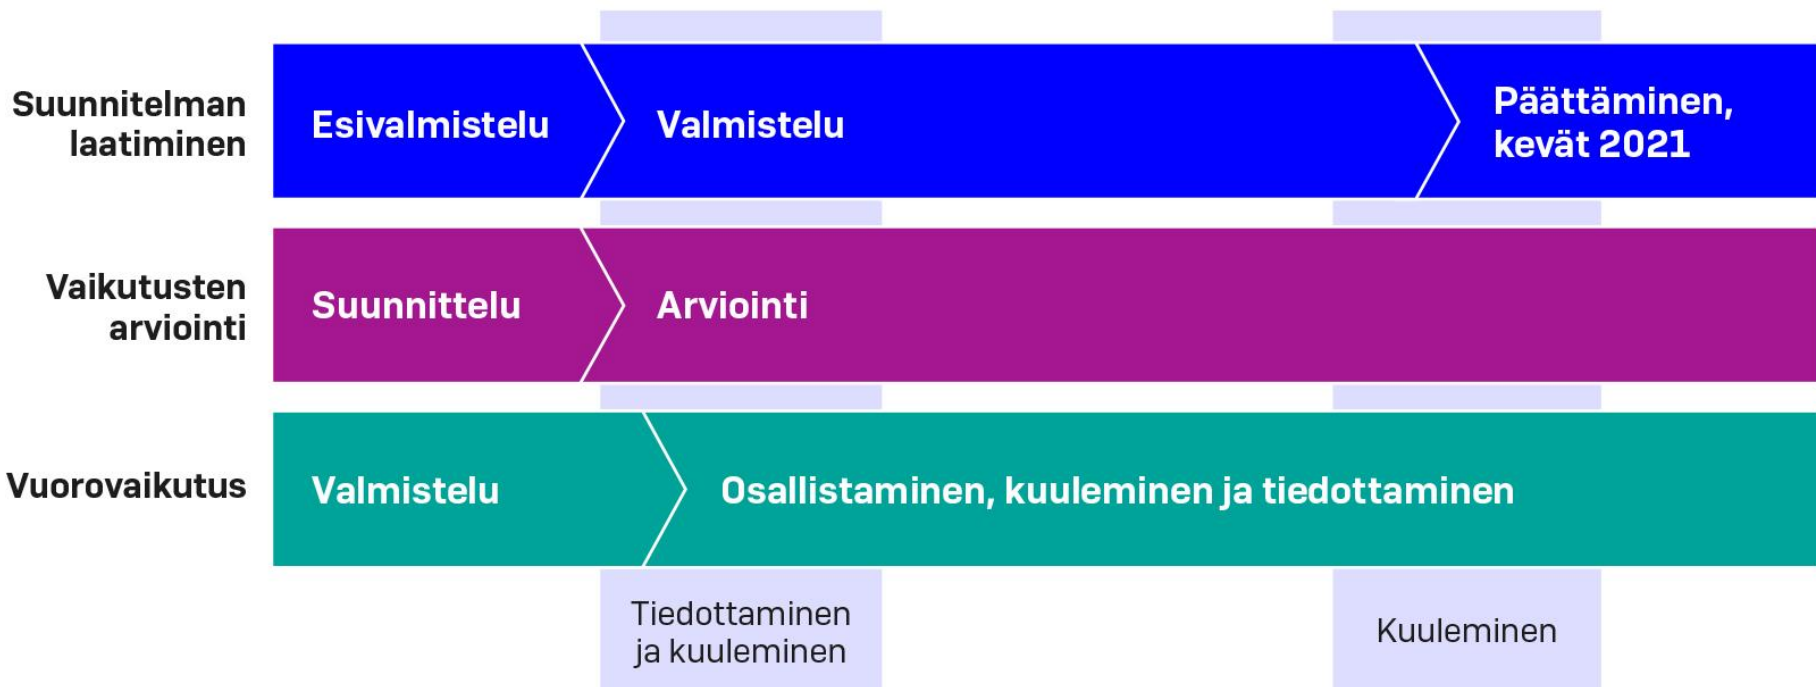 Suunnitelman
laatiminen
Esivalmistelu
Valmistelu
Päättäminen,
kevät 2021
Vaikutusten
arviointi
Suunnittelu
Arviointi
Vuorovaikutus
Valmistelu
Osallistaminen, kuuleminen ja tiedottaminen
Tiedottaminen
ja kuuleminen
Kuuleminen